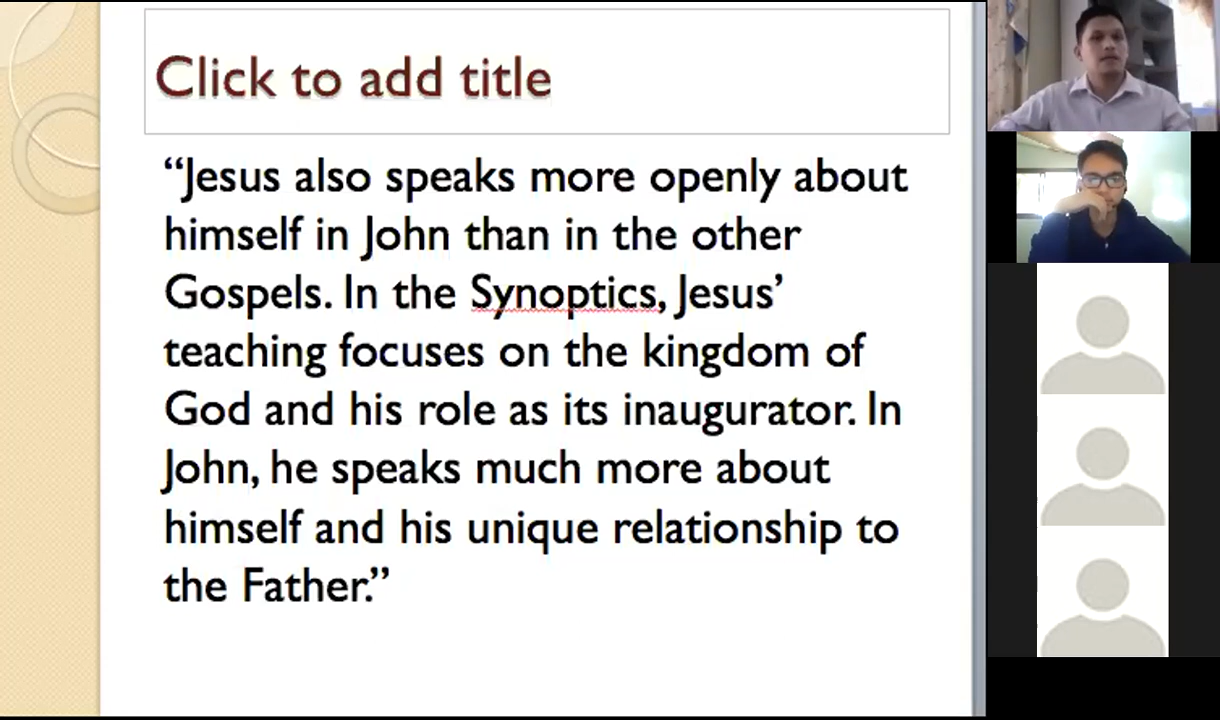 Click to add title
“Jesus also speaks more openly about
himself in John than in the other
Gospels. In the Synoptics, Jesus’
teaching focuses on the kingdom of
God and his role as its inaugurator. In
John, he speaks much more about
himself and his unique relationship to
the Father.”